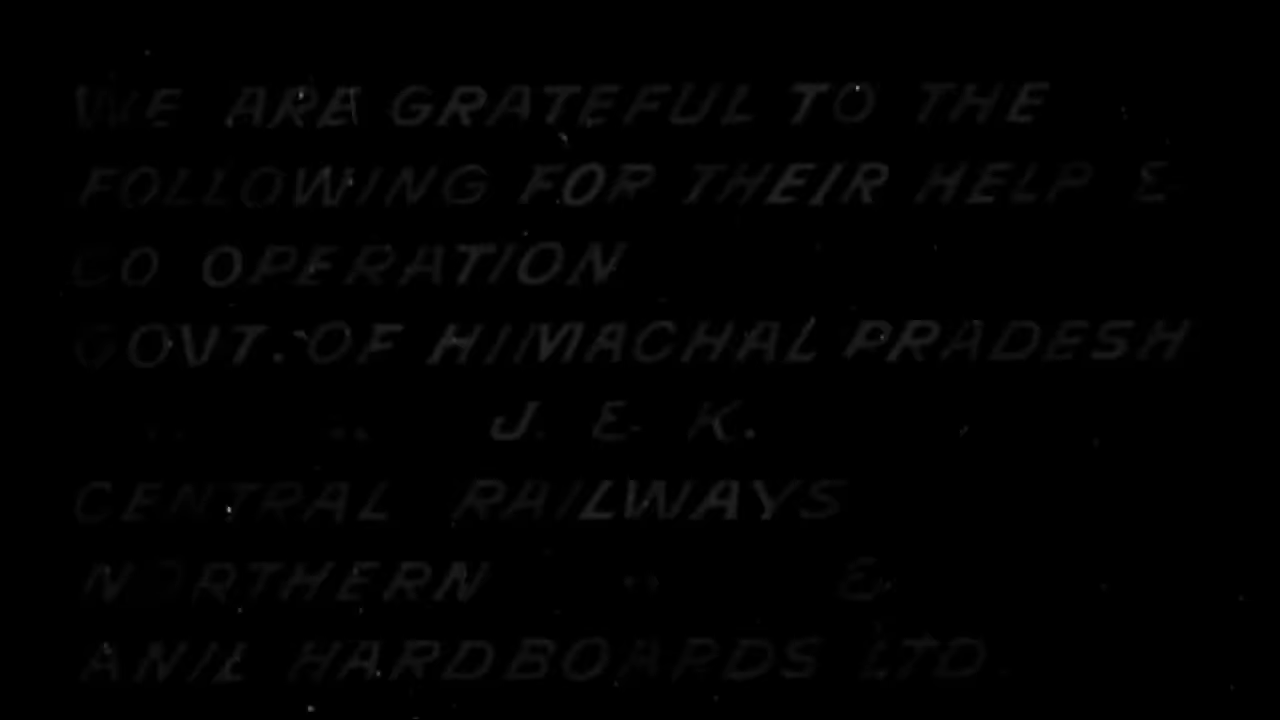 WE ARE GRATEFUL TO THE
FOLLOWING FOR THEIR HELP &
CO OPERATION
GOVT. OF HIMACHAL PRADESH
" " J. & K.
CENTRAL RAILWAYS
NORTHERN " &
ANIL HARDBOARDS LTD.